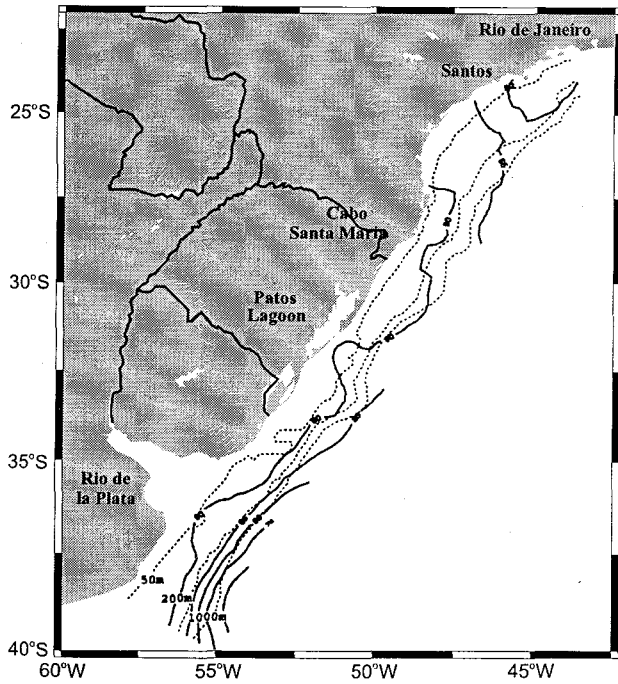 Rio de Janeiro
Santos
25°S
Cabo
Santa Maria
30°S
Patos
Lagoon
35°S
Rio de
la Plata
50m
200m
1000m
40°S
60°W
55°W
50°W
45°W